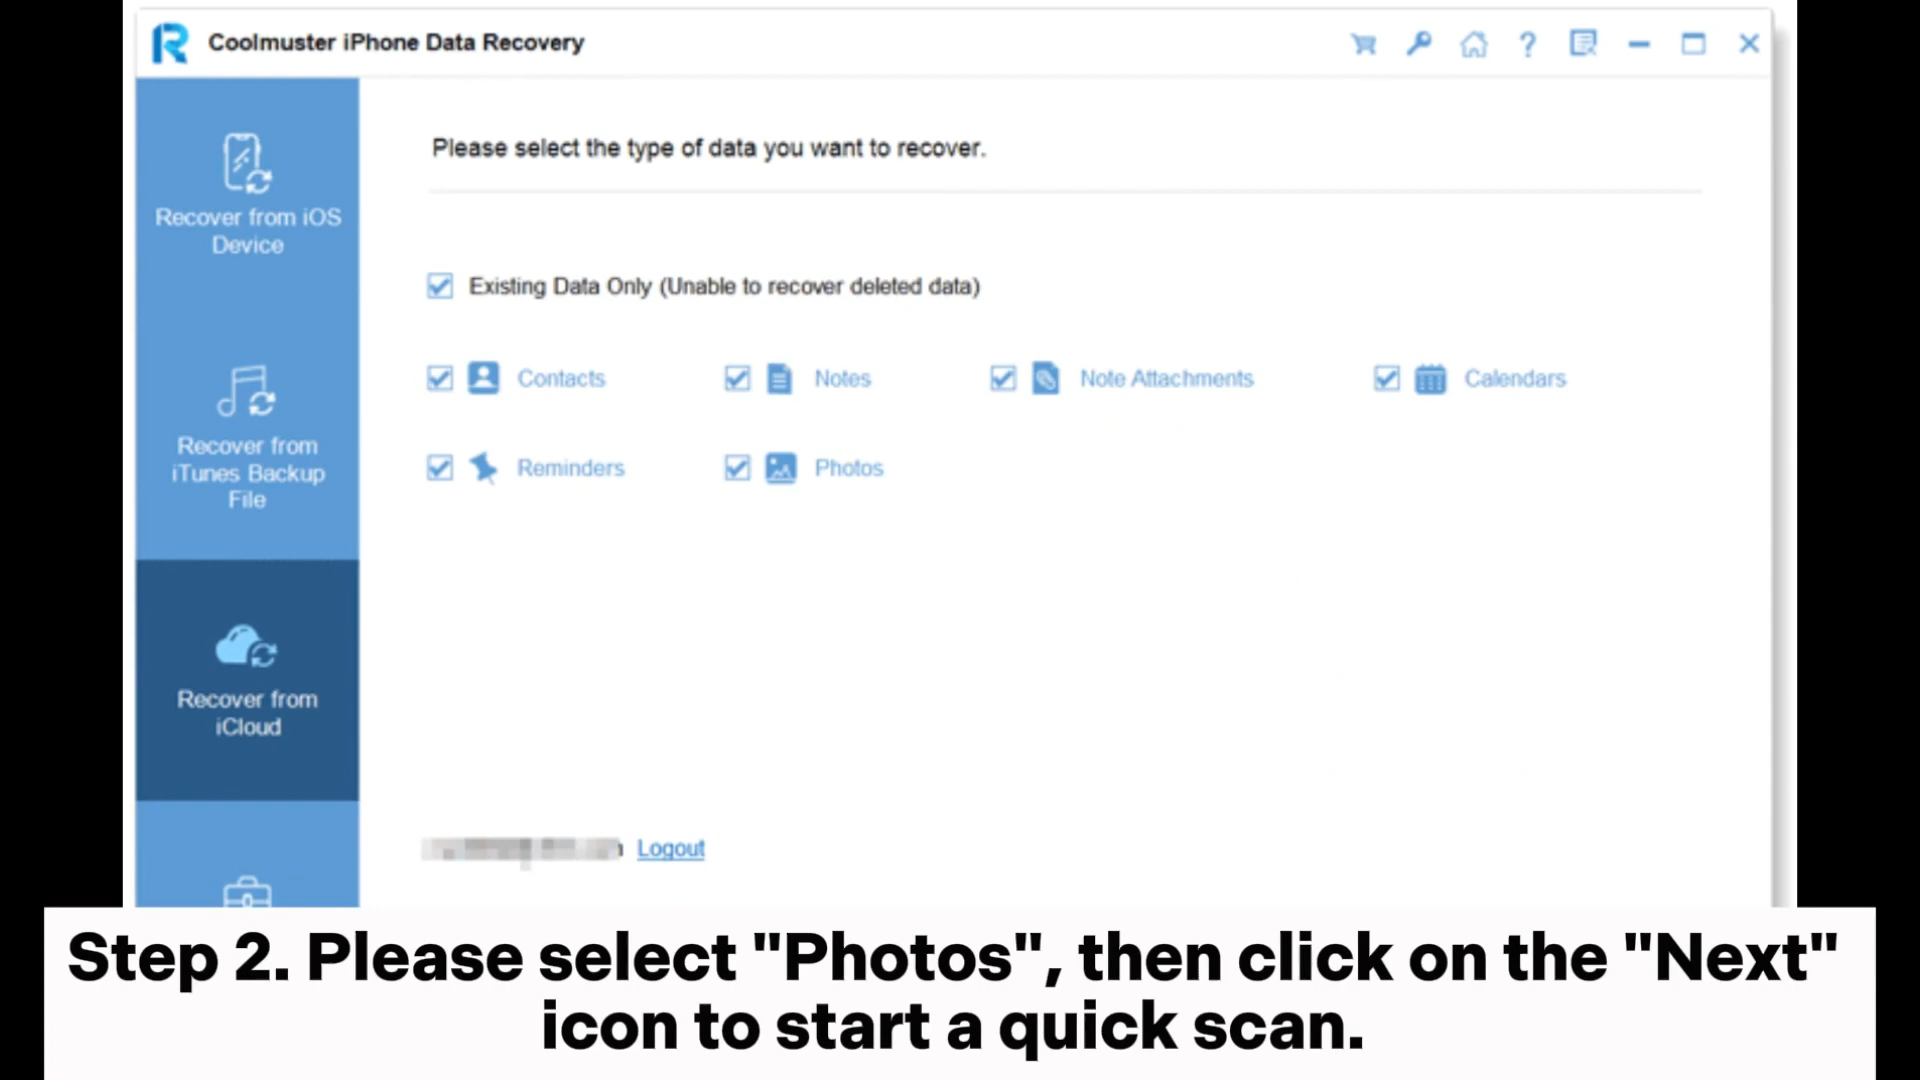 Coolmuster iPhone Data Recovery
Recover from iOS
Device
Recover from
iTunes Backup
File
Recover from
iCloud
Please select the type of data you want to recover.
Existing Data Only (Unable to recover deleted data)
Contacts
Notes
Note Attachments
Calendars
Reminders
Photos
Logout
Step 2. Please select "Photos", then click on the "Next"
icon to start a quick scan.